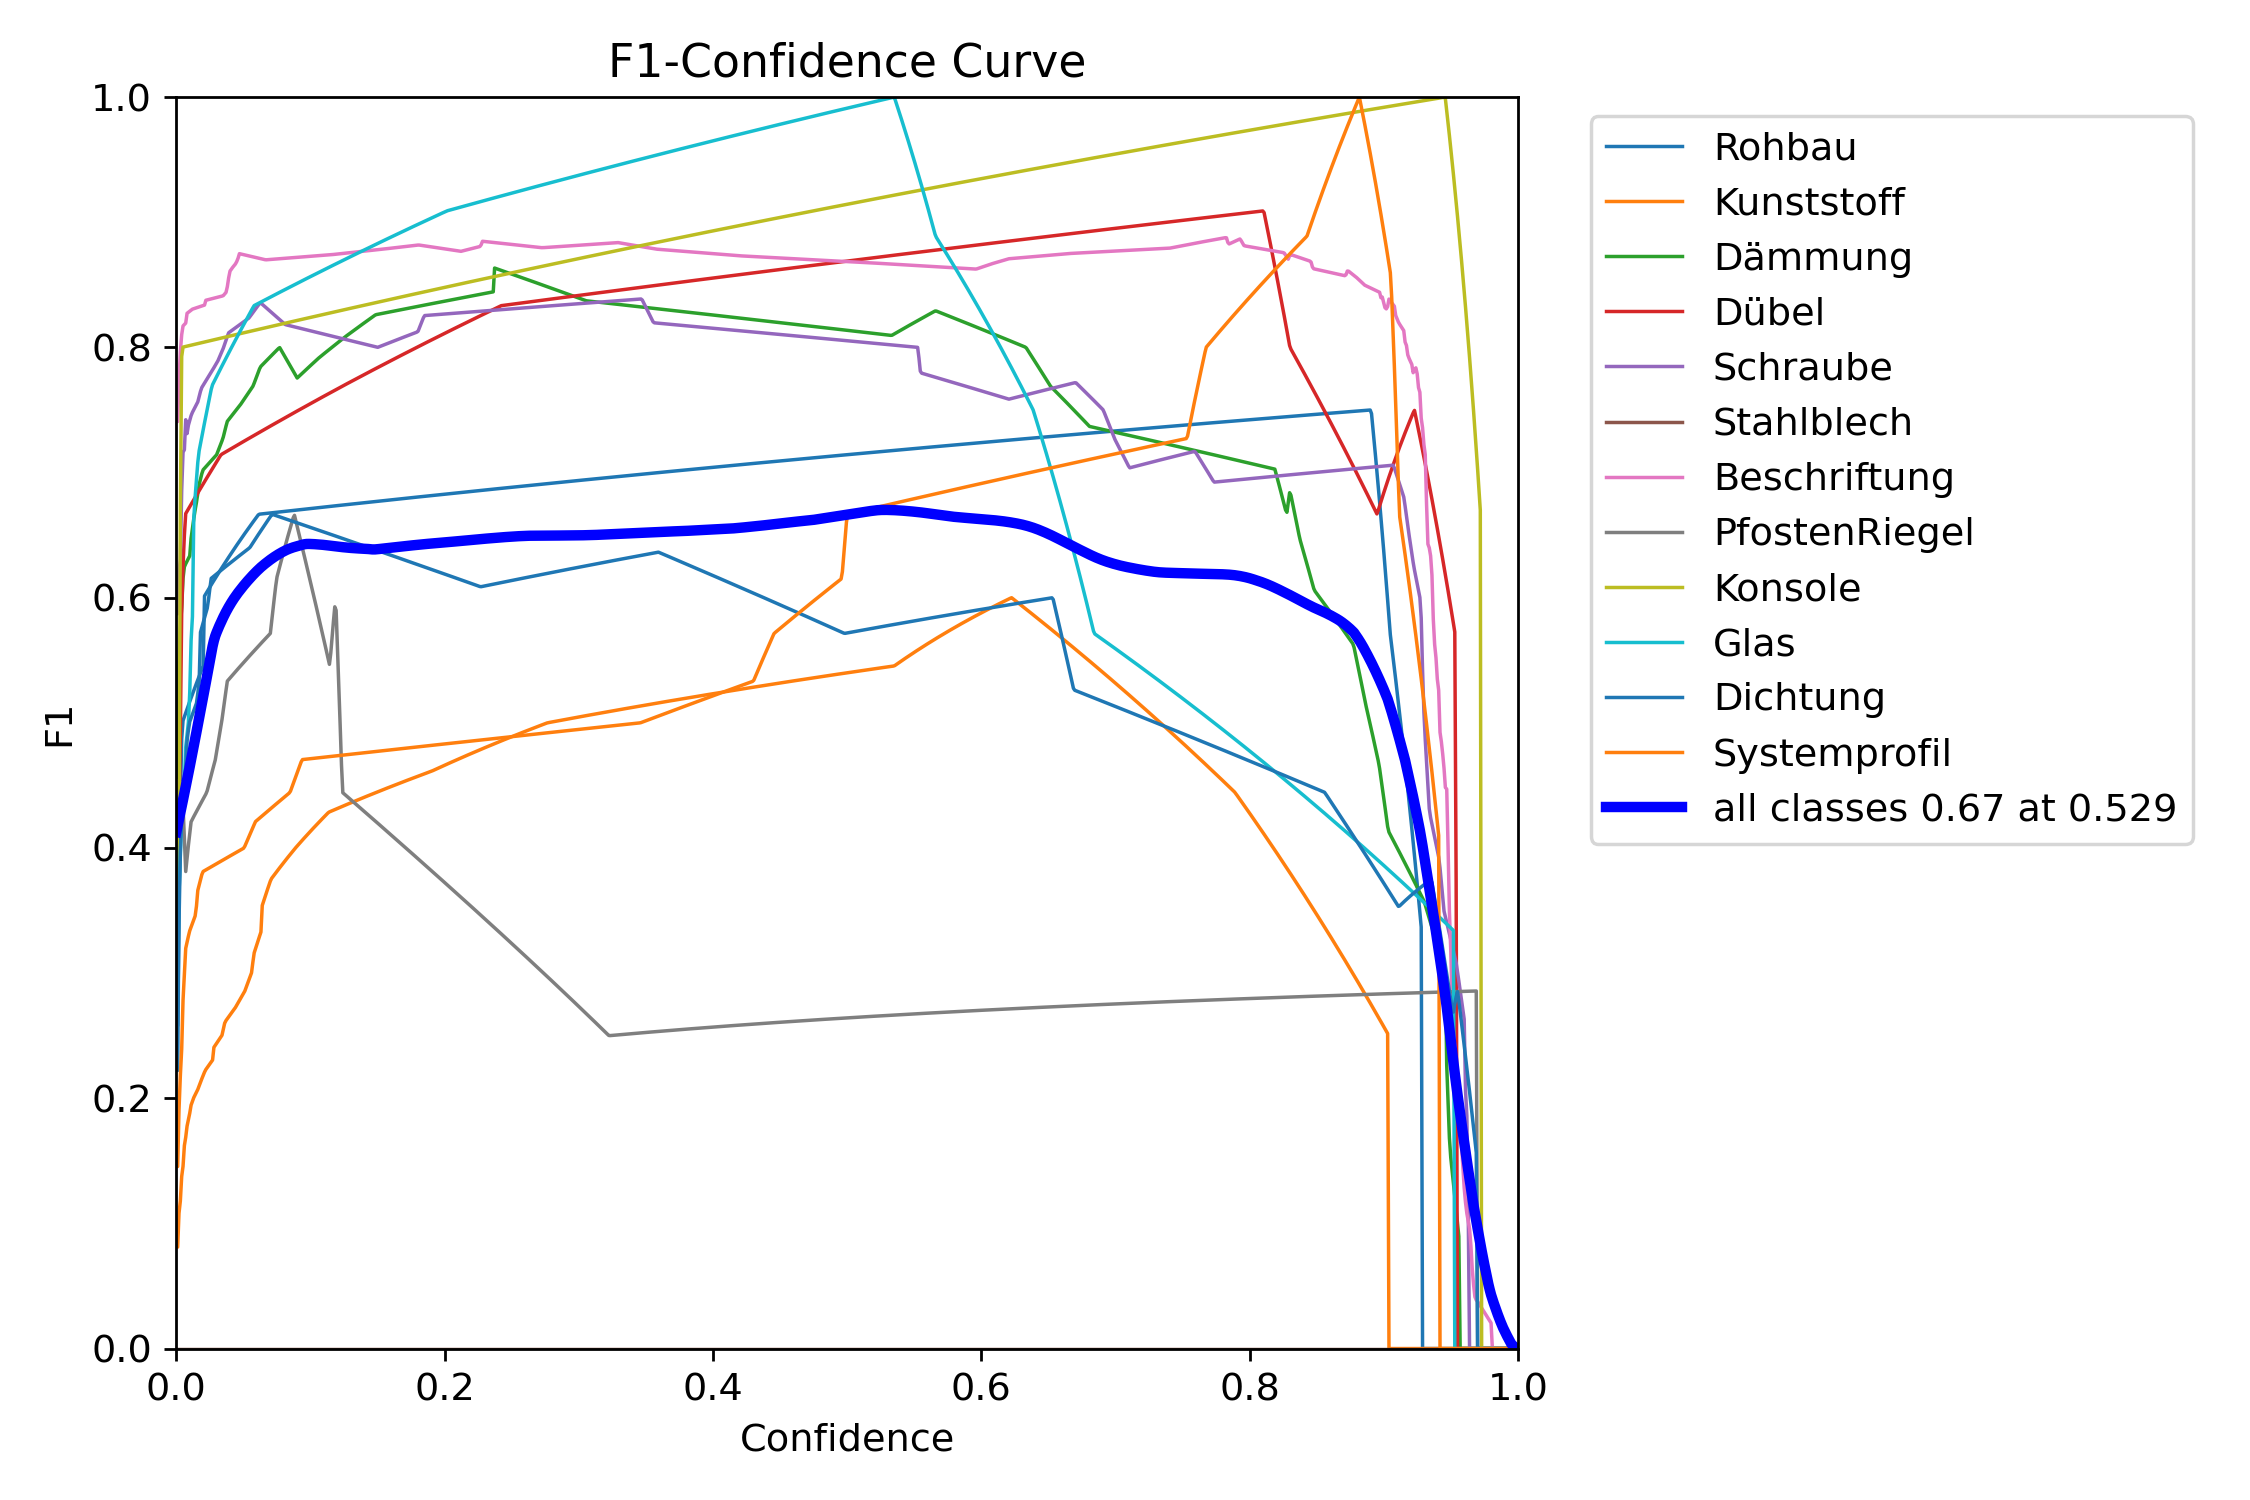 F1-Confidence Curve
1.0
0.8
0.6
0.4
0.2
0.0
F1
0.0 0.2 0.4 0.6 0.8 1.0
Confidence
Rohbau
Kunststoff
Dämmung
Dübel
Schraube
Stahlblech
Beschriftung
PfostenRiegel
Konsole
Glas
Dichtung
Systemprofil
all classes 0.67 at 0.529